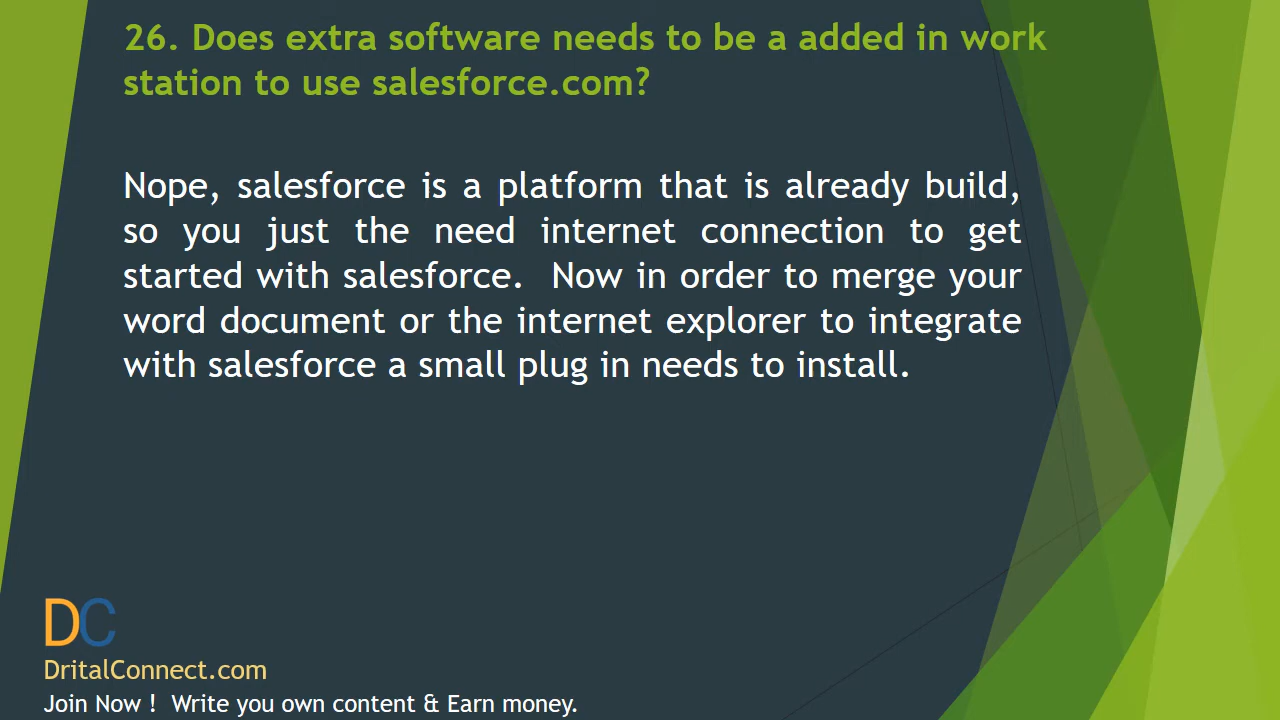 26. Does extra software needs to be a added in work
station to use salesforce.com?
Nope, salesforce is a platform that is already build,
so you just the need internet connection to get
started with salesforce. Now in order to merge your
word document or the internet explorer to integrate
with salesforce a small plug in needs to install.
DC
DritalConnect.com
Join Now ! Write you own content & Earn money.